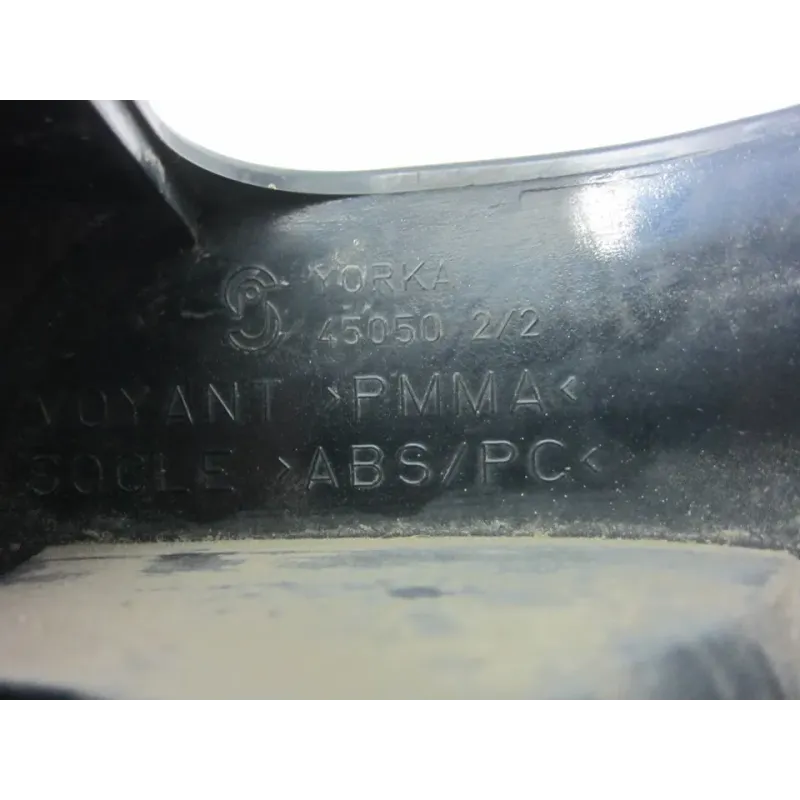 YORKA
45050 2/2
VOYANT >PMMA<
SOCLE >ABS/PC<